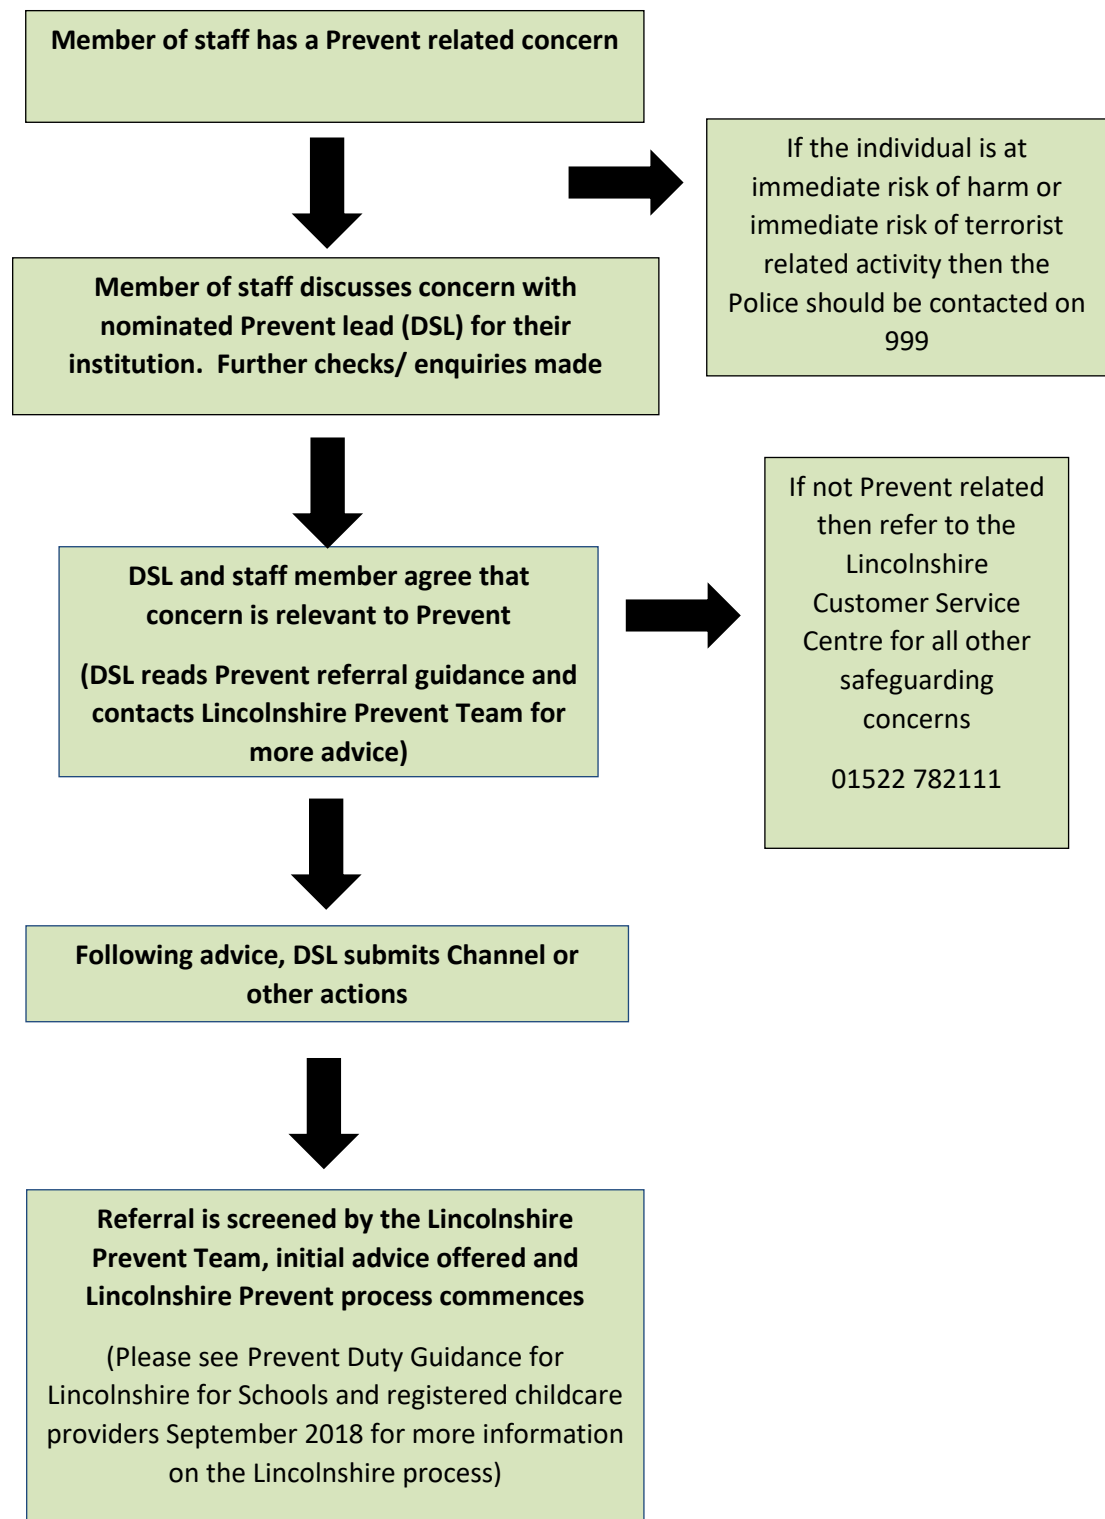 Member of staff has a Prevent related concern
If the individual is at
immediate risk of harm or
immediate risk of terrorist
related activity then the
Police should be contacted on
999
Member of staff discusses concern with
nominated Prevent lead (DSL) for their
institution.  Further checks/ enquiries made
DSL and staff member agree that
concern is relevant to Prevent
(DSL reads Prevent referral guidance and
contacts Lincolnshire Prevent Team for
more advice)
If not Prevent related
then refer to the
Lincolnshire
Customer Service
Centre for all other
safeguarding
concerns
01522 782111
Following advice, DSL submits Channel or
other actions
Referral is screened by the Lincolnshire
Prevent Team, initial advice offered and
Lincolnshire Prevent process commences
(Please see Prevent Duty Guidance for
Lincolnshire for Schools and registered childcare
providers September 2018 for more information
on the Lincolnshire process)